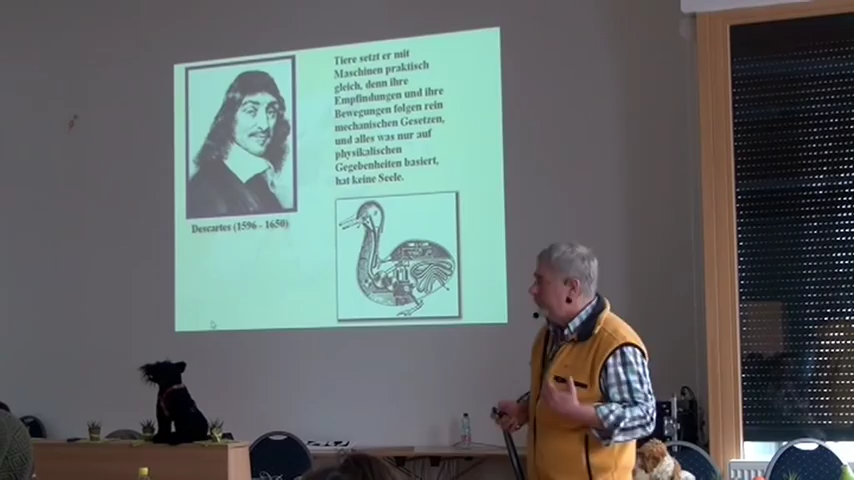 Tiere setzt er mit
Maschinen praktisch
gleich, denn ihre
Empfindungen und ihre
Bewegungen folgen rein
mechanischen Gesetzen,
und alles was nur auf
physikalischen
Gegebenheiten basiert,
hat keine Seele.
Descartes (1596 - 1650)